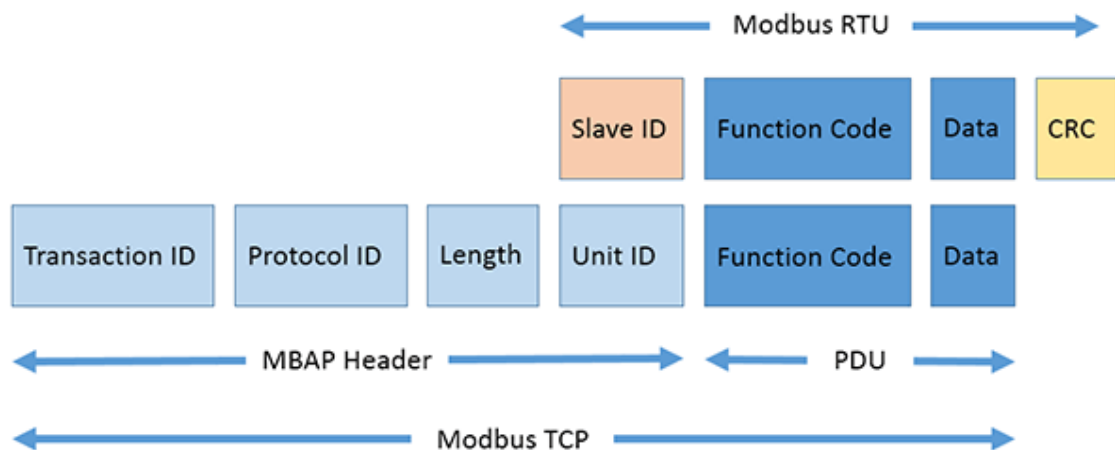 Modbus RTU
Slave ID Function Code Data CRC
Transaction ID Protocol ID Length Unit ID Function Code Data
MBAP Header PDU
Modbus TCP